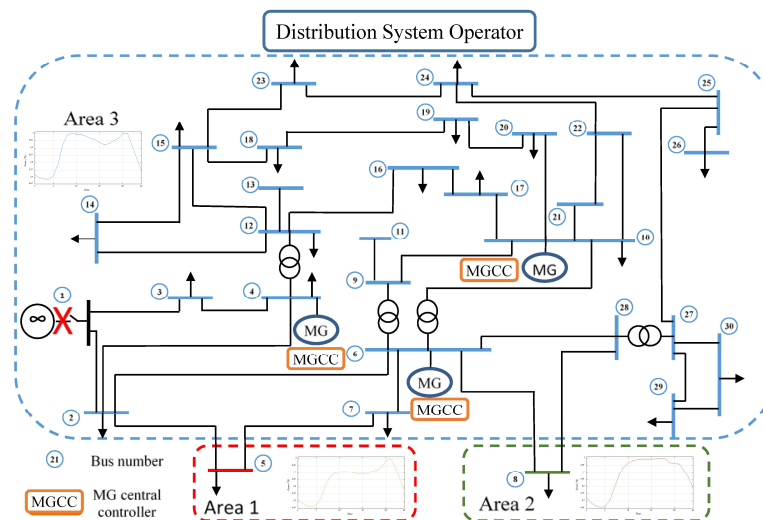 Distribution System Operator
23
24
25
Area 3
19
20
22
15
18
26
16
13
17
14
21
12
11
10
MGCC
MG
9
1
3
4
28
27
30
∞
MG
MGCC
6
MG
29
2
7
MGCC
21
Bus number
5
8
MGCC
MG central
controller
Area 1
Area 2